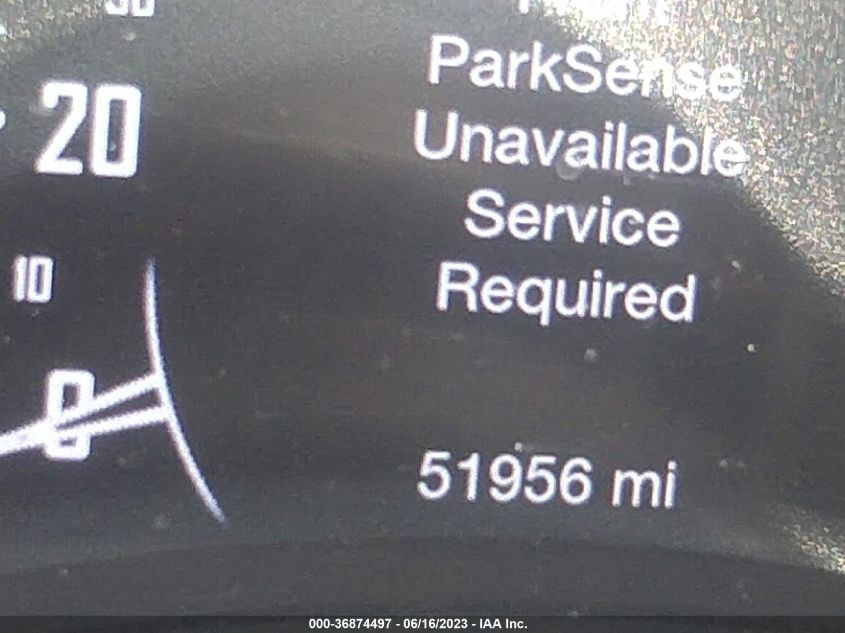 20
10
0
ParkSense
Unavailable
Service
Required
51956 mi
000-36874497 - 06/16/2023 - IAA Inc.